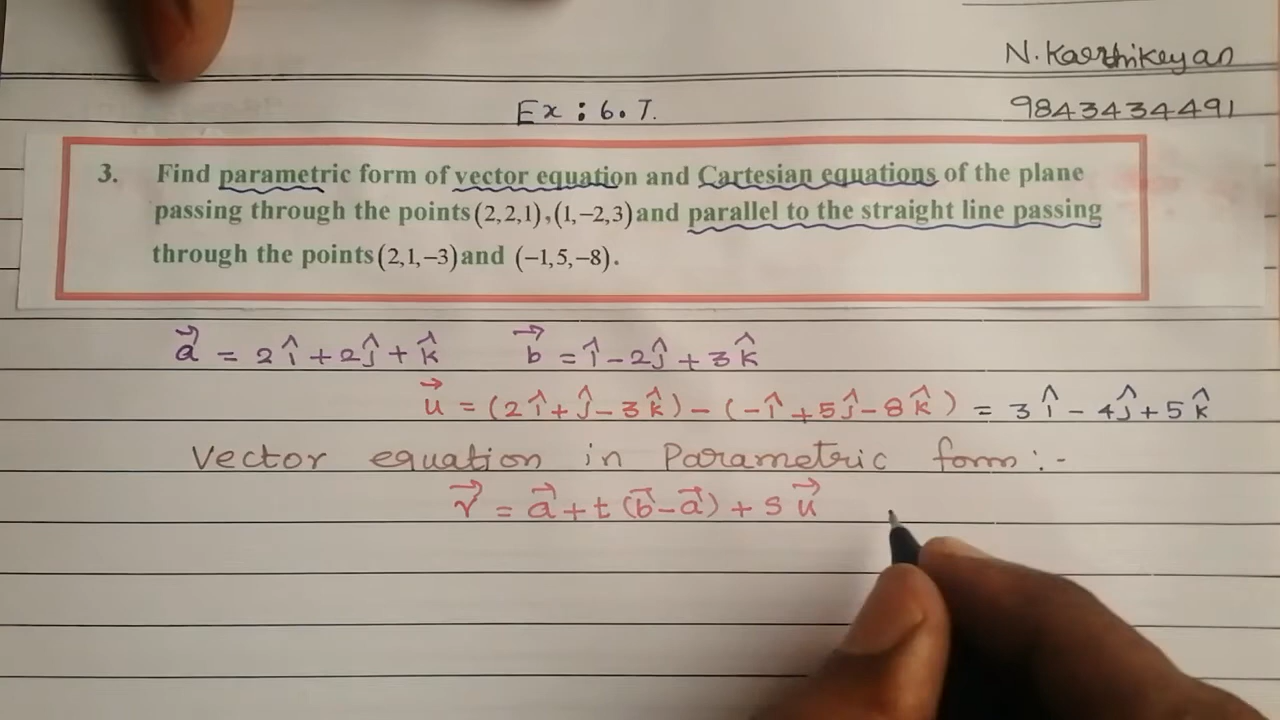 N. Karthikeyan
Ex : 6.7.
9843434491
3. Find parametric form of vector equation and Cartesian equations of the plane
passing through the points (2,2,1),(1,−2,3) and parallel to the straight line passing
through the points (2,1,−3) and (−1,5,−8).
a⃗ = 2î + 2ĵ + k̂ b⃗ = î − 2ĵ + 3k̂
u⃗ = (2î + ĵ − 3k̂) − (−î + 5ĵ − 8k̂) = 3î − 4ĵ + 5k̂
Vector equation in Parametric form :-
r⃗ = a⃗ + t (b⃗ − a⃗) + s u⃗